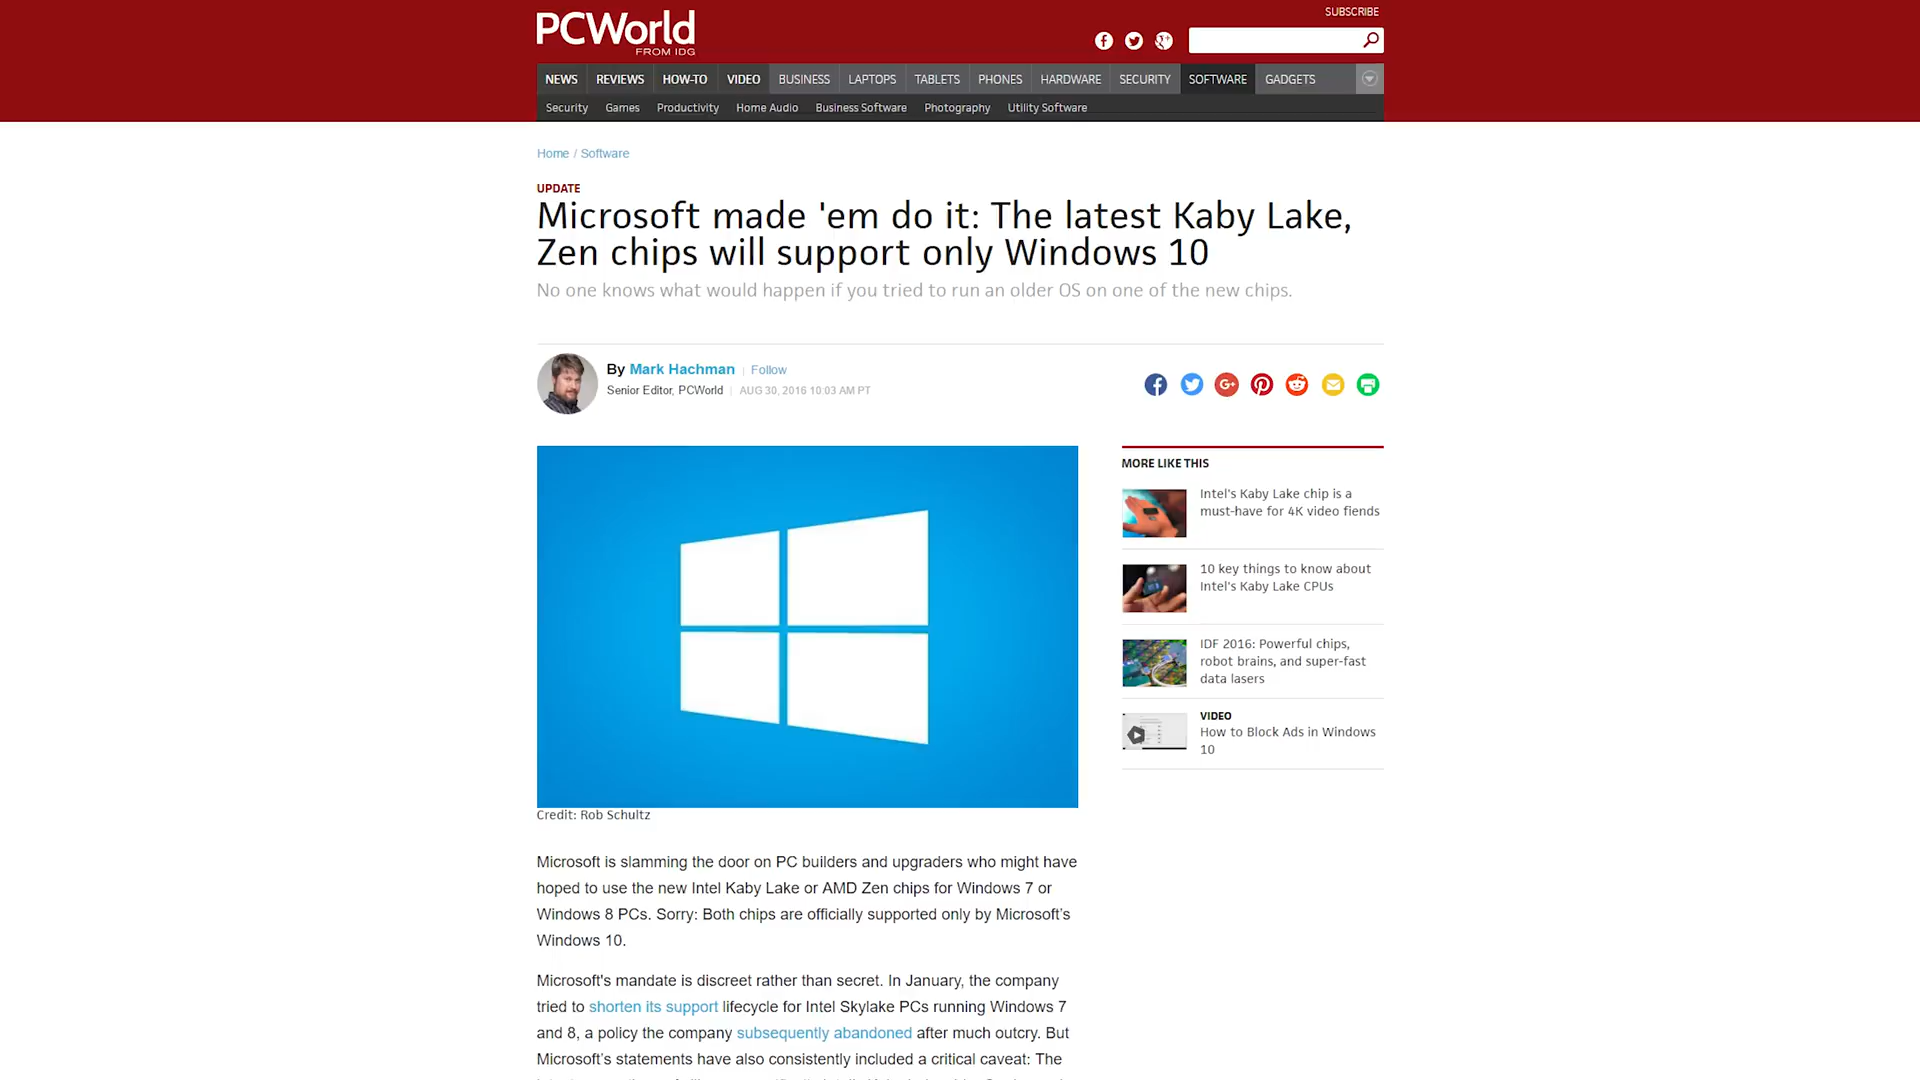 SUBSCRIBE
PCWorld
FROM IDG
NEWS REVIEWS HOW-TO VIDEO BUSINESS LAPTOPS TABLETS PHONES HARDWARE SECURITY SOFTWARE GADGETS
Security Games Productivity Home Audio Business Software Photography Utility Software
Home / Software
UPDATE
Microsoft made 'em do it: The latest Kaby Lake,
Zen chips will support only Windows 10
No one knows what would happen if you tried to run an older OS on one of the new chips.
By Mark Hachman | Follow
Senior Editor, PCWorld | AUG 30, 2016 10:03 AM PT
Credit: Rob Schultz
Microsoft is slamming the door on PC builders and upgraders who might have
hoped to use the new Intel Kaby Lake or AMD Zen chips for Windows 7 or
Windows 8 PCs. Sorry: Both chips are officially supported only by Microsoft’s
Windows 10.
Microsoft's mandate is discreet rather than secret. In January, the company
tried to shorten its support lifecycle for Intel Skylake PCs running Windows 7
and 8, a policy the company subsequently abandoned after much outcry. But
Microsoft’s statements have also consistently included a critical caveat: The
MORE LIKE THIS
Intel's Kaby Lake chip is a
must-have for 4K video fiends
10 key things to know about
Intel's Kaby Lake CPUs
IDF 2016: Powerful chips,
robot brains, and super-fast
data lasers
VIDEO
How to Block Ads in Windows
10